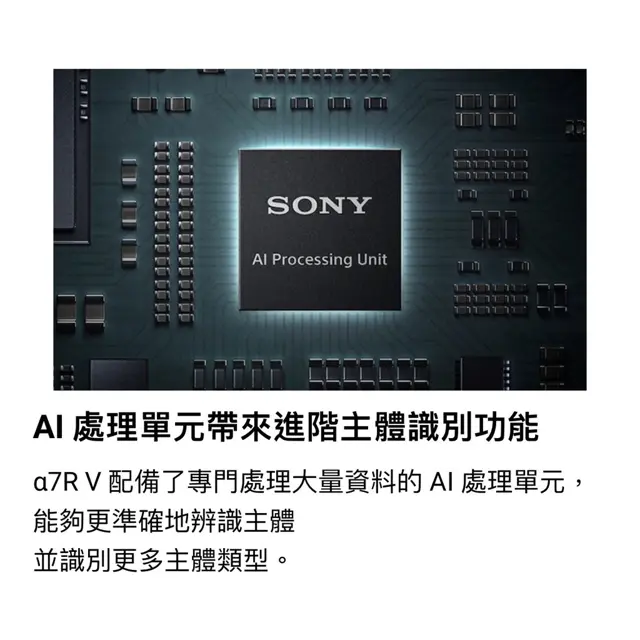 SONY
AI Processing Unit
AI 處理單元帶來進階主體識別功能
α7R V 配備了專門處理大量資料的 AI 處理單元，
能夠更準確地辨識主體
並識別更多主體類型。